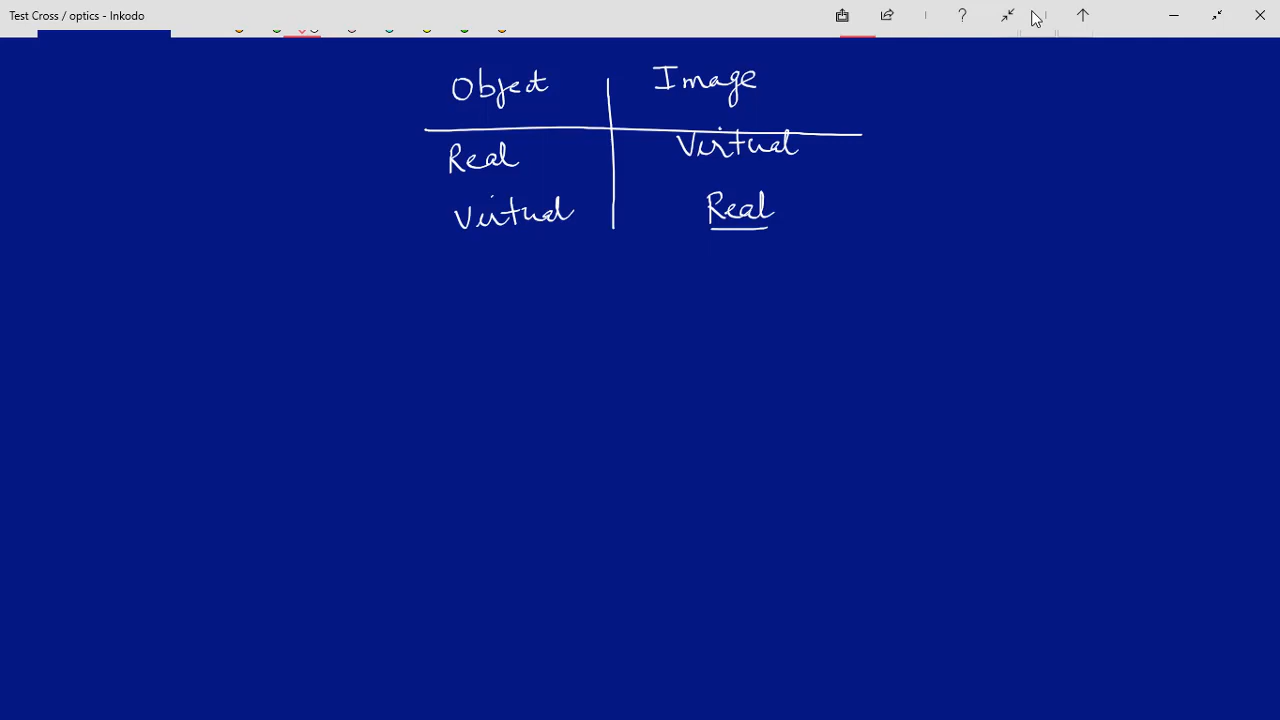 Test Cross / optics - Inkodo
Object Image
Real Virtual
Virtual Real